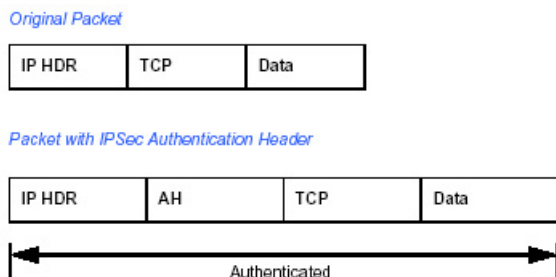 Original Packet
IP HDR TCP Data
Packet with IPSec Authentication Header
IP HDR AH TCP Data
Authenticated